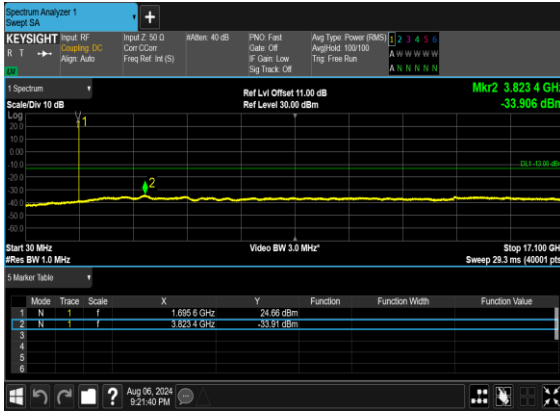 Spectrum Analyzer 1
Swept SA
KEYSIGHT
R T
Input: RF
Coupling: DC
Align: Auto
Input Z: 50 Ω
Corr CCorr
Freq Ref: Int (S)
#Atten: 40 dB
PNO: Fast
Gate: Off
IF Gain: Low
Sig Track: Off
Avg Type: Power (RMS)
Avg|Hold: 100/100
Trig: Free Run
1 2 3 4 5 6
A W W W W W
A N N N N N
1 Spectrum
Scale/Div 10 dB
Ref Lvl Offset 11.00 dB
Ref Level 30.00 dBm
Mkr2 3.823 4 GHz
-33.906 dBm
Log
20.0
10.0
0.00
-10.0
-20.0
-30.0
-40.0
-50.0
-60.0
1
2
DL1 -13.00 dBm
Start 30 MHz
#Res BW 1.0 MHz
Video BW 3.0 MHz*
Stop 17.100 GH
Sweep 29.3 ms (40001 pts
5 Marker Table
Mode Trace Scale X Y Function Function Width Function Value
1 N 1 f 1.695 6 GHz 24.66 dBm
2 N 1 f 3.823 4 GHz -33.91 dBm
3
4
5
6
?
Aug 06, 2024
9:21:40 PM